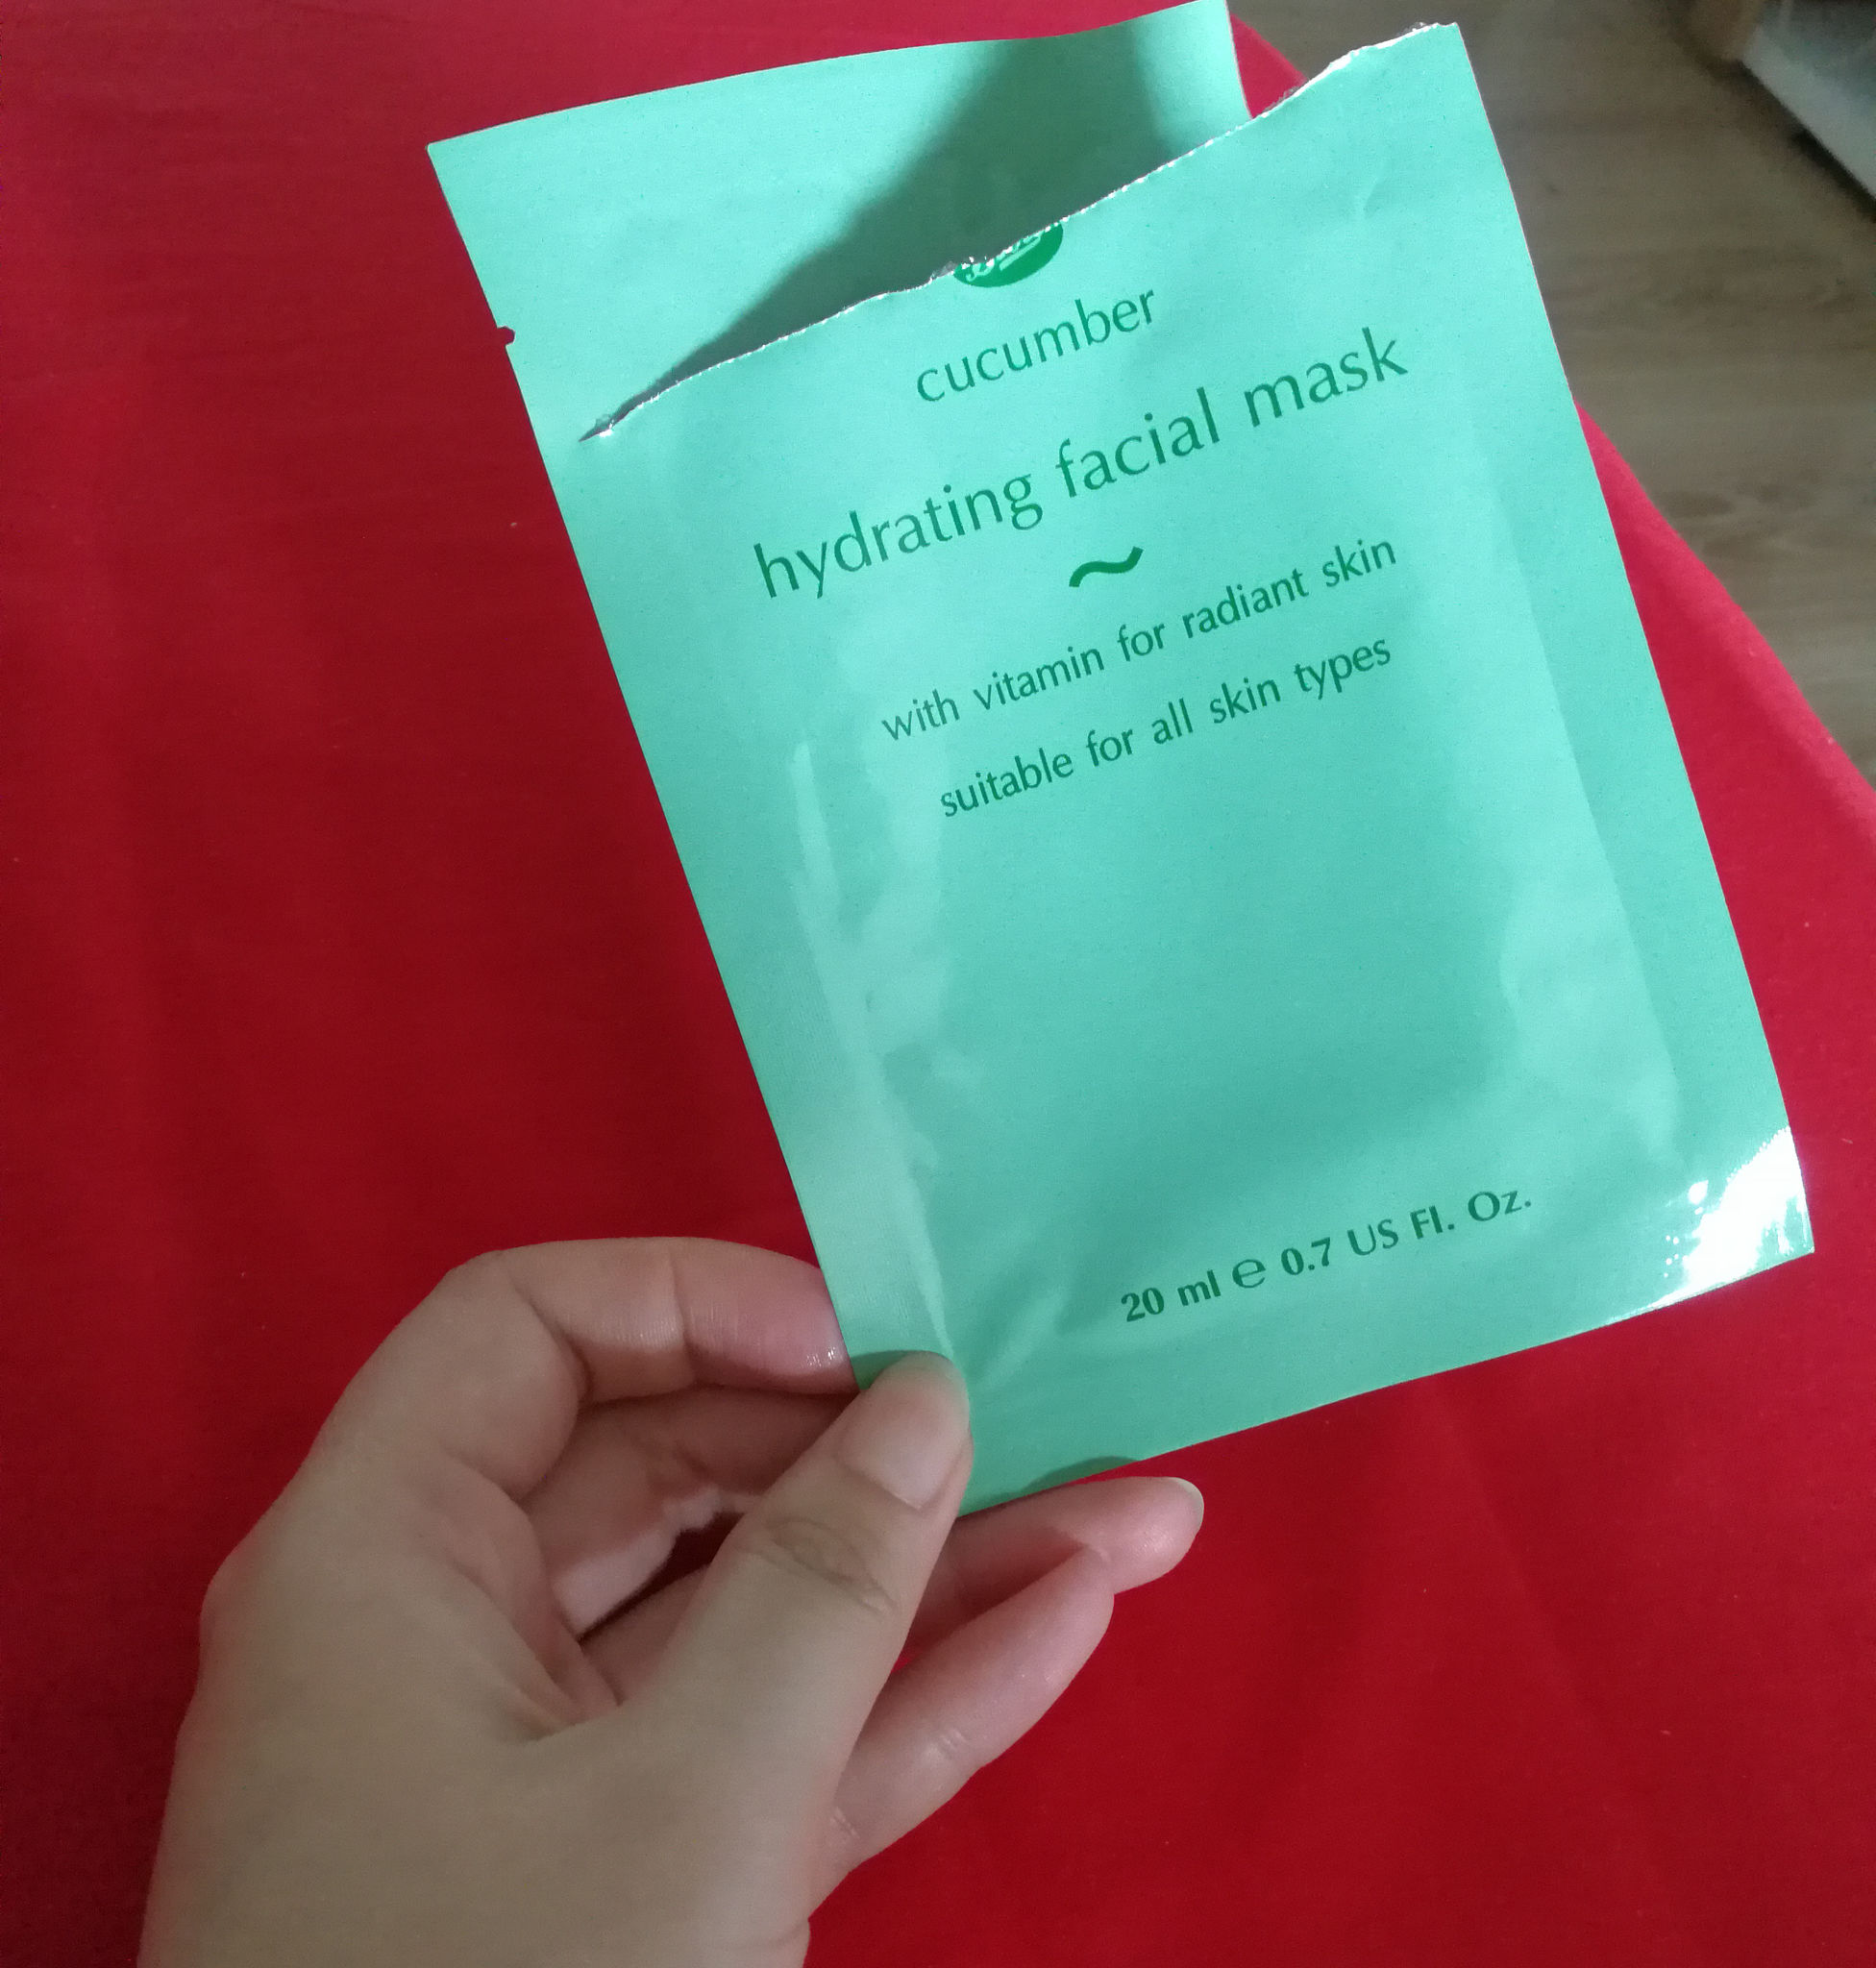 cucumber
hydrating facial mask
~
with vitamin for radiant skin
suitable for all skin types
20 ml ℮ 0.7 US Fl. Oz.